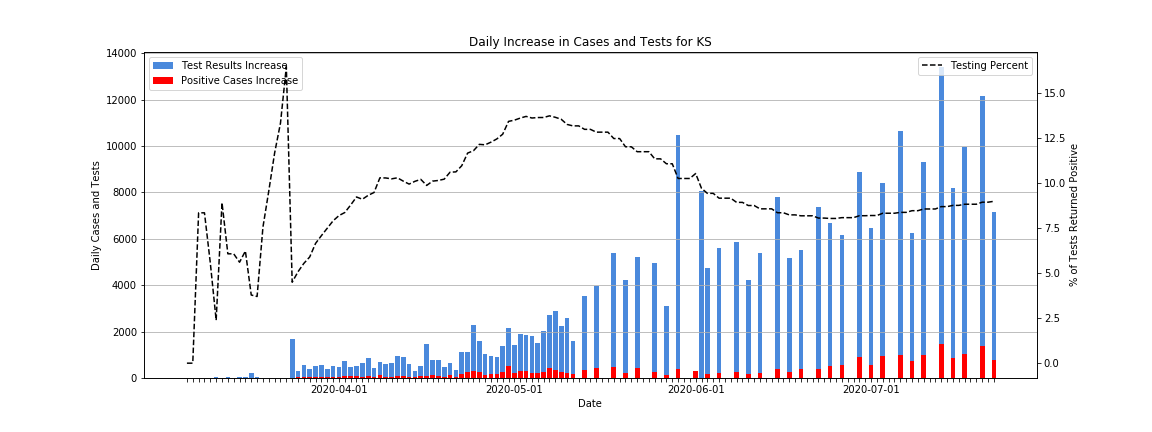 Daily Increase in Cases and Tests for KS
Test Results Increase
Positive Cases Increase
Testing Percent
14000
12000
10000
8000
6000
4000
2000
0
15.0
12.5
10.0
7.5
5.0
2.5
0.0
Daily Cases and Tests
% of Tests Returned Positive
2020-04-01
2020-05-01
2020-06-01
2020-07-01
Date